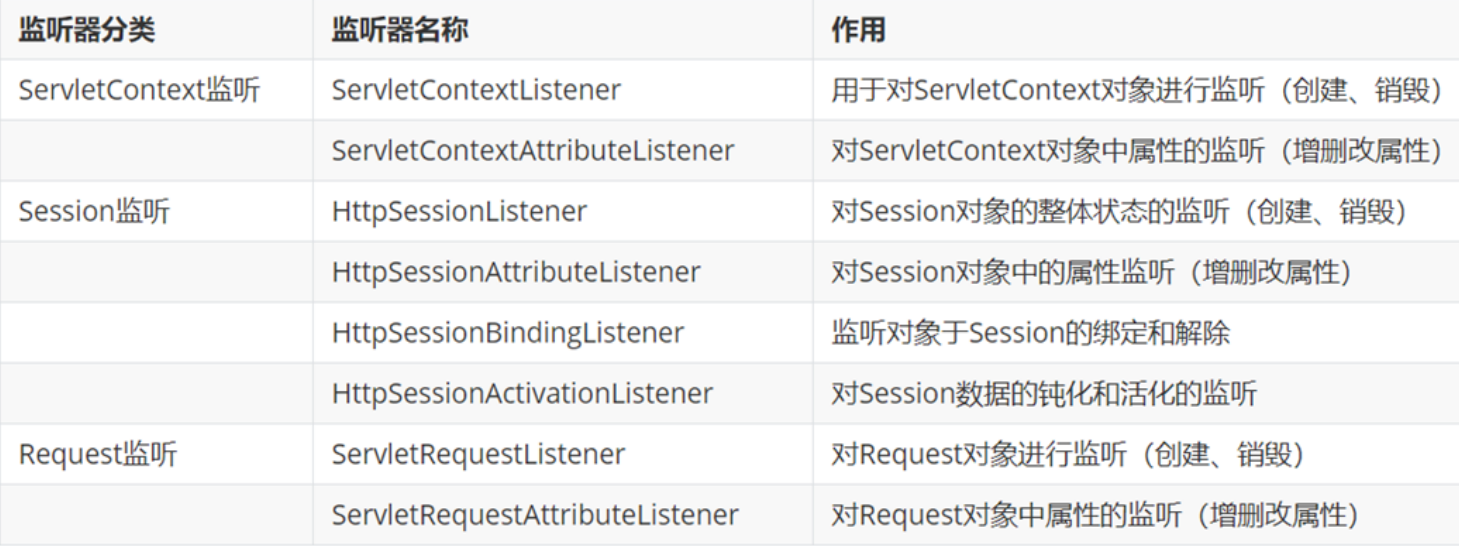 监听器分类 监听器名称 作用
ServletContext监听 ServletContextListener 用于对ServletContext对象进行监听（创建、销毁）
ServletContextAttributeListener 对ServletContext对象中属性的监听（增删改属性）
Session监听 HttpSessionListener 对Session对象的整体状态的监听（创建、销毁）
HttpSessionAttributeListener 对Session对象中的属性监听（增删改属性）
HttpSessionBindingListener 监听对象于Session的绑定和解除
HttpSessionActivationListener 对Session数据的钝化和活化的监听
Request监听 ServletRequestListener 对Request对象进行监听（创建、销毁）
ServletRequestAttributeListener 对Request对象中属性的监听（增删改属性）